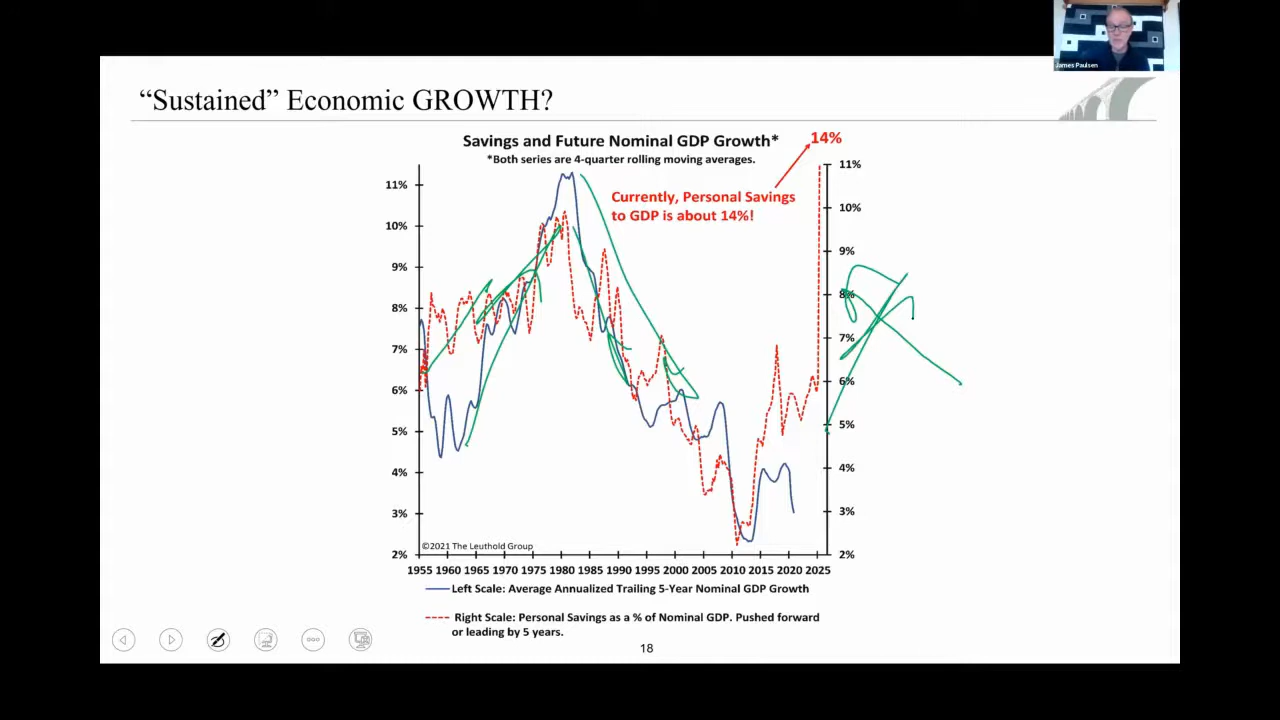 James Paulsen
“Sustained” Economic GROWTH?
Savings and Future Nominal GDP Growth*
*Both series are 4-quarter rolling moving averages.
14%
Currently, Personal Savings
to GDP is about 14%!
11%
10%
9%
8%
7%
6%
5%
4%
3%
2%
11%
10%
9%
8%
7%
6%
5%
4%
3%
2%
©2021 The Leuthold Group
1955 1960 1965 1970 1975 1980 1985 1990 1995 2000 2005 2010 2015 2020 2025
Left Scale: Average Annualized Trailing 5-Year Nominal GDP Growth
Right Scale: Personal Savings as a % of Nominal GDP. Pushed forward
or leading by 5 years.
18